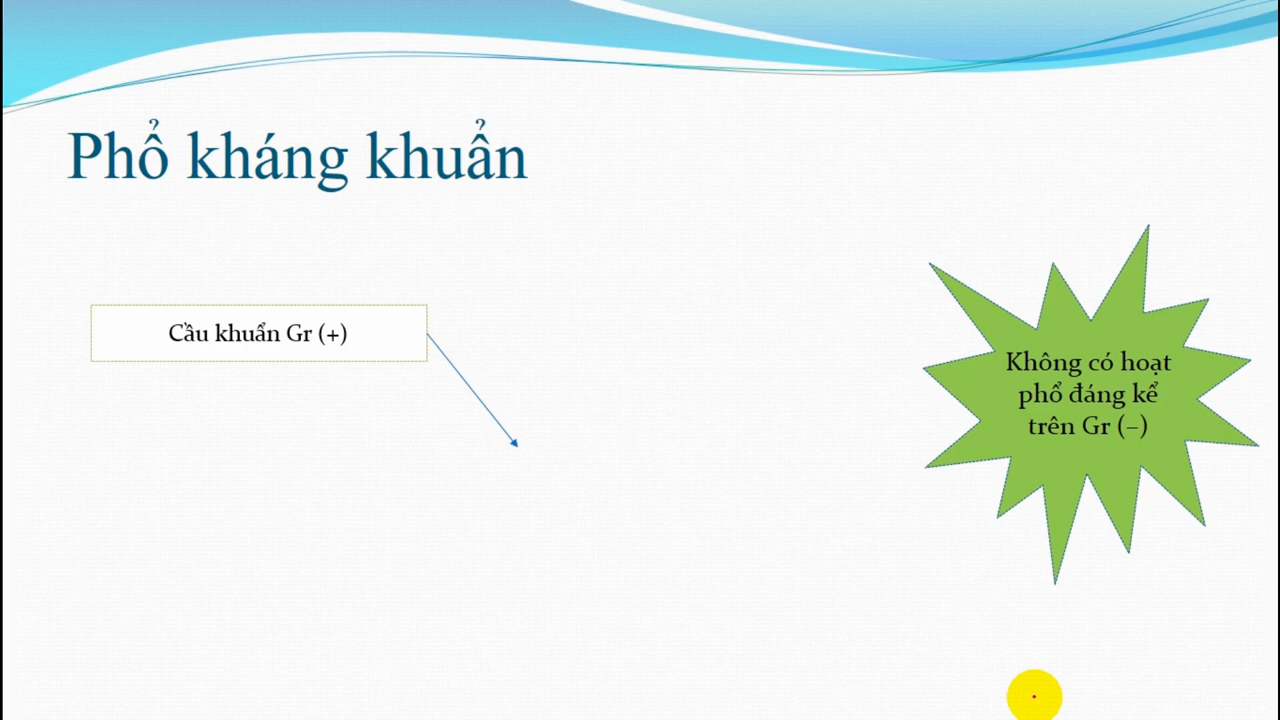 Phổ kháng khuẩn
Cầu khuẩn Gr (+)
Không có hoạt
phổ đáng kể
trên Gr (–)